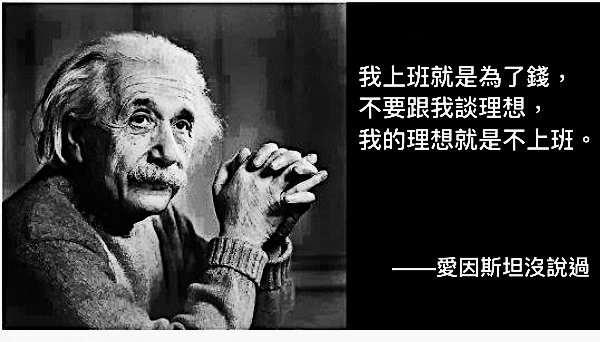 我上班就是為了錢，
不要跟我談理想，
我的理想就是不上班。
——愛因斯坦沒說過